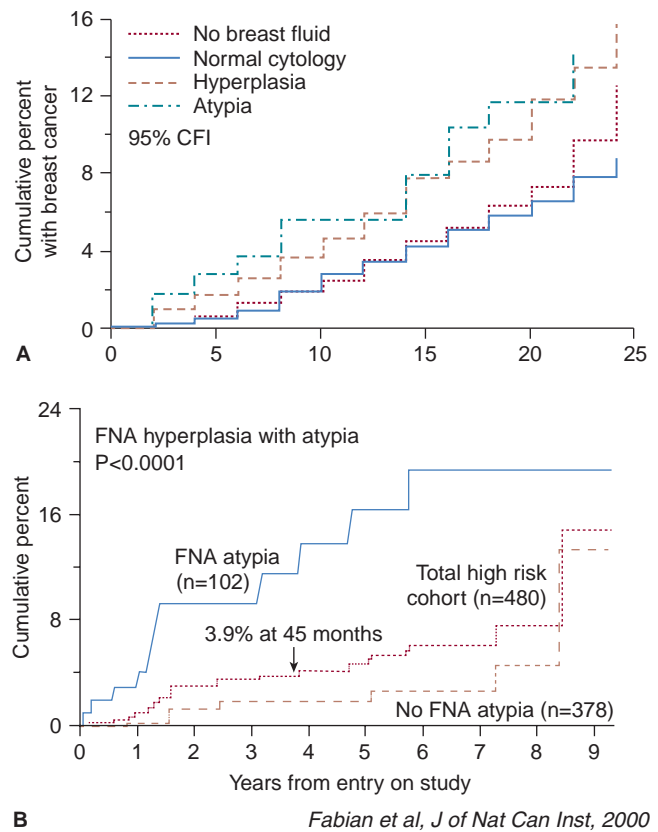 16
12
8
4
0
Cumulative percent
with breast cancer
No breast fluid
Normal cytology
Hyperplasia
Atypia
95% CFI
0 5 10 15 20 25
A
24
16
8
0
Cumulative percent
FNA hyperplasia with atypia
P<0.0001
FNA atypia
(n=102)
Total high risk
cohort (n=480)
3.9% at 45 months
No FNA atypia (n=378)
0 1 2 3 4 5 6 7 8 9
Years from entry on study
B
Fabian et al, J of Nat Can Inst, 2000